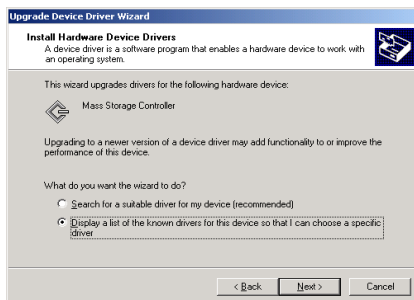 Upgrade Device Driver Wizard
Install Hardware Device Drivers
A device driver is a software program that enables a hardware device to work with
an operating system.
This wizard upgrades drivers for the following hardware device:
Mass Storage Controller
Upgrading to a newer version of a device driver may add functionality to or improve the
performance of this device.
What do you want the wizard to do?
Search for a suitable driver for my device (recommended)
Display a list of the known drivers for this device so that I can choose a specific
driver
< Back Next > Cancel